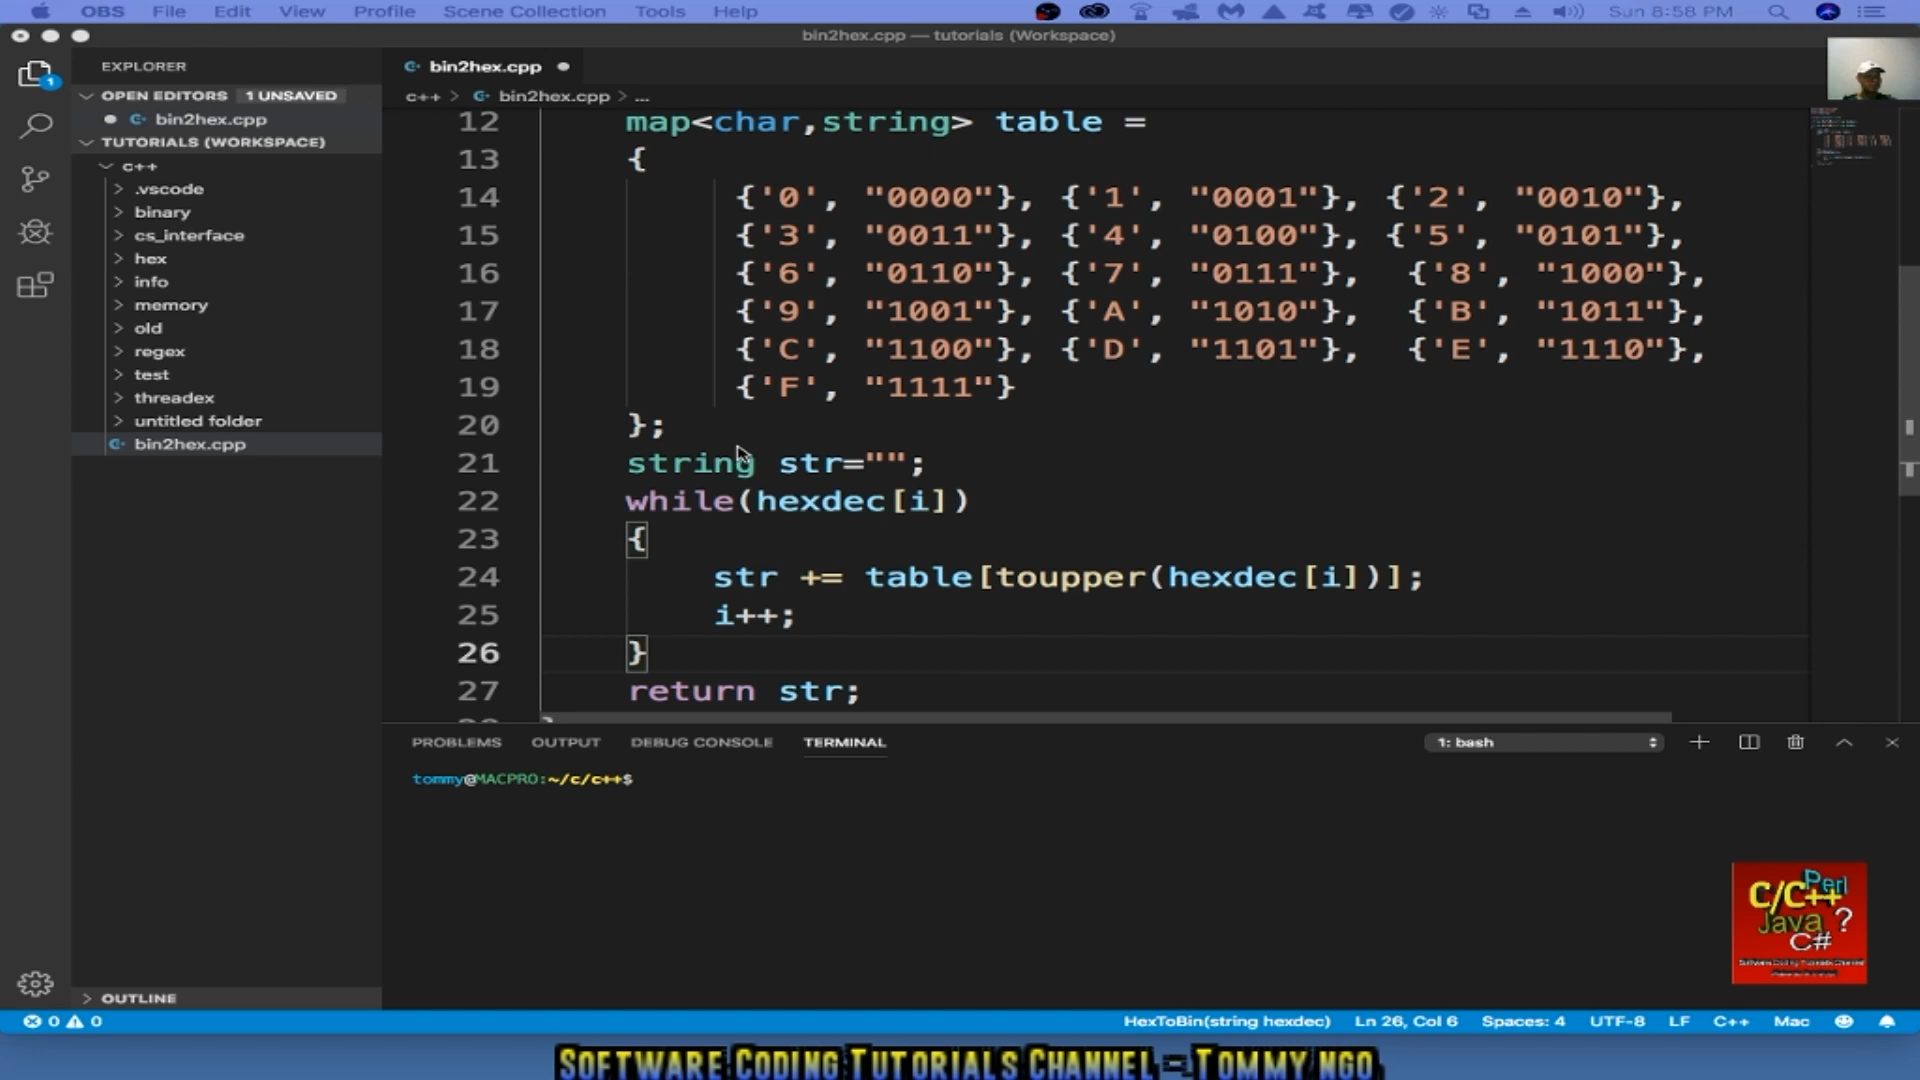 OBS File Edit View Profile Scene Collection Tools Help Sun 8:58 PM
bin2hex.cpp — tutorials (Workspace)
EXPLORER
OPEN EDITORS 1 UNSAVED
bin2hex.cpp
TUTORIALS (WORKSPACE)
c++
.vscode
binary
cs_interface
hex
info
memory
old
regex
test
threadex
untitled folder
bin2hex.cpp
OUTLINE
1
bin2hex.cpp
c++ > bin2hex.cpp > ...
12 map<char,string> table =
13 {
14 {'0', "0000"}, {'1', "0001"}, {'2', "0010"},
15 {'3', "0011"}, {'4', "0100"}, {'5', "0101"},
16 {'6', "0110"}, {'7', "0111"}, {'8', "1000"},
17 {'9', "1001"}, {'A', "1010"}, {'B', "1011"},
18 {'C', "1100"}, {'D', "1101"}, {'E', "1110"},
19 {'F', "1111"}
20 };
21 string str="";
22 while(hexdec[i])
23 {
24 str += table[toupper(hexdec[i])];
25 i++;
26 }
27 return str;
PROBLEMS OUTPUT DEBUG CONSOLE TERMINAL 1: bash
tommy@MACPRO:~/c/c++$
C/C++ Perl
Java ?
C#
Software Coding Tutorials Channel
0 0 HexToBin(string hexdec) Ln 26, Col 6 Spaces: 4 UTF-8 LF C++ Mac
SOFTWARE CODING TUTORIALS CHANNEL - TOMMY NGO